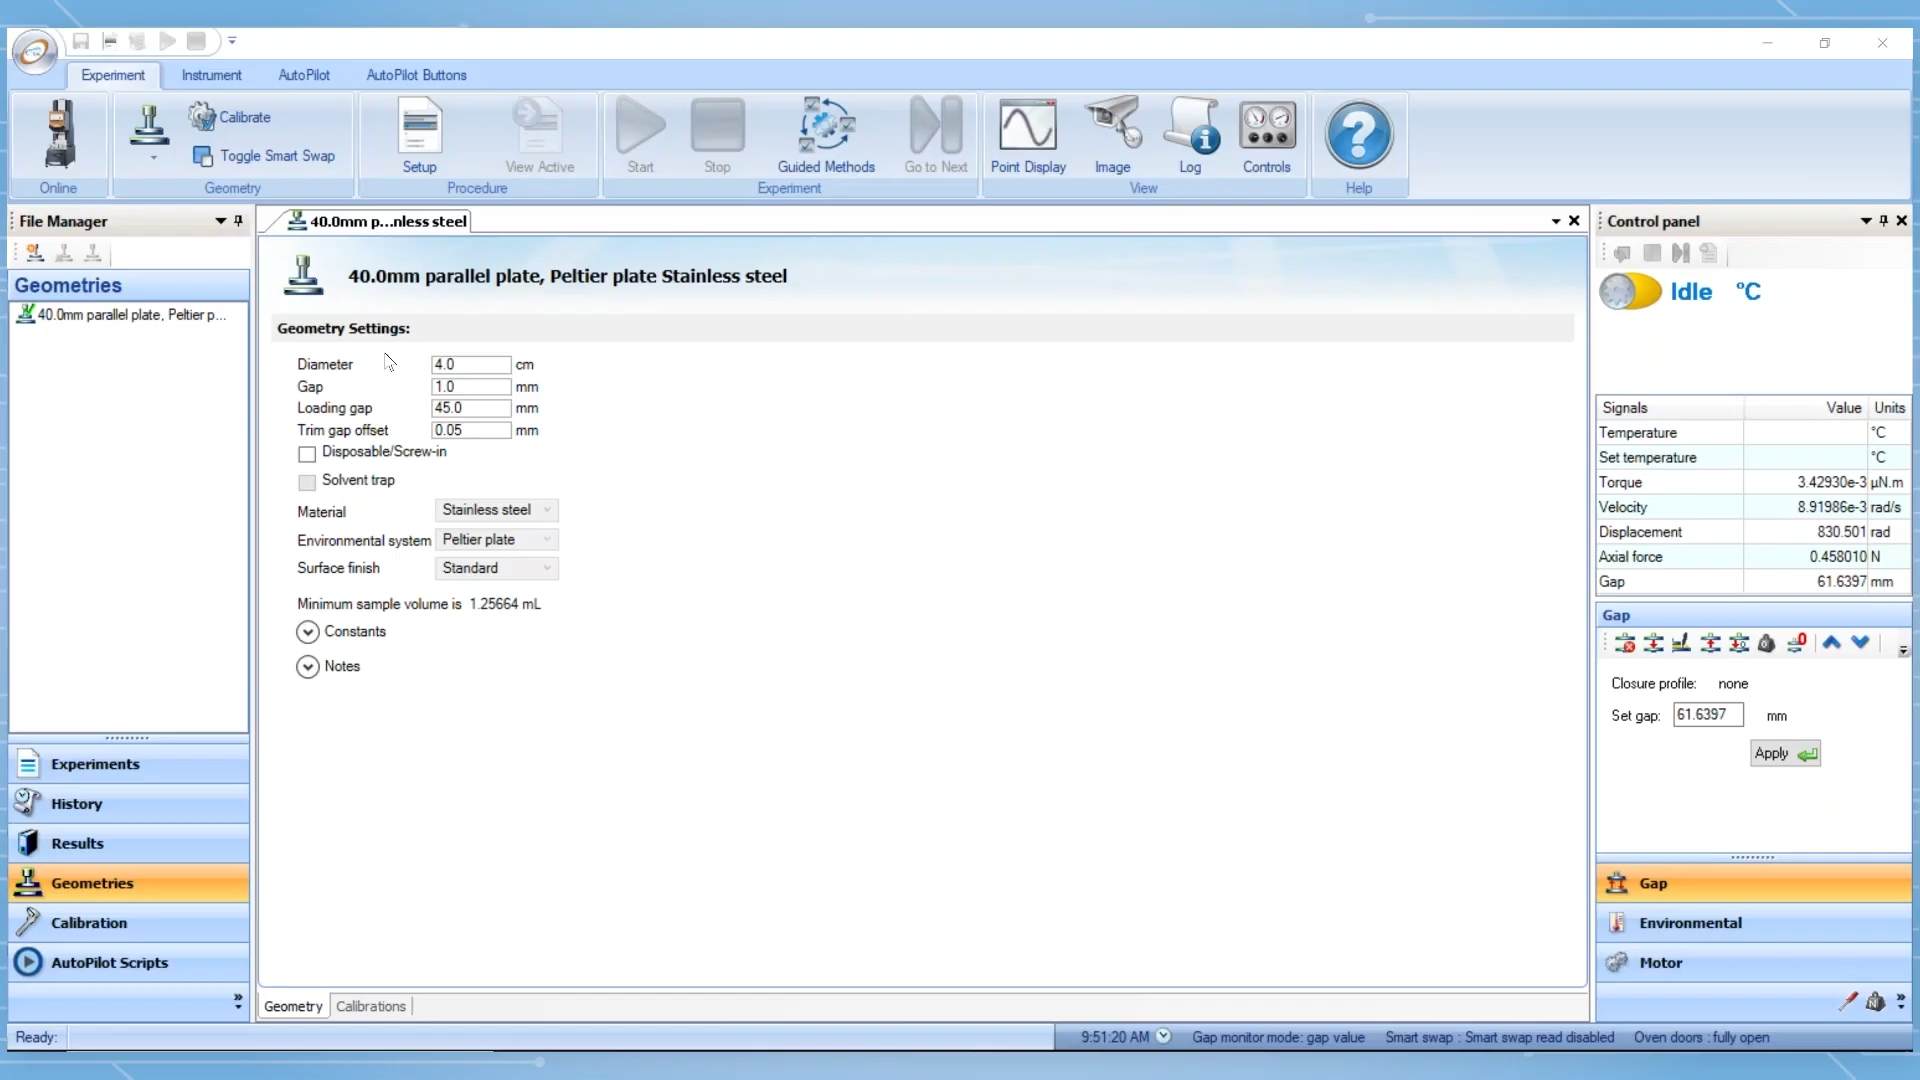 Experiment
Instrument
AutoPilot
AutoPilot Buttons
Online
Calibrate
Toggle Smart Swap
Geometry
Setup
View Active
Procedure
Start
Stop
Guided Methods
Go to Next
Experiment
Point Display
Image
Log
Controls
View
Help
File Manager
Geometries
40.0mm parallel plate, Peltier p...
Experiments
History
Results
Geometries
Calibration
AutoPilot Scripts
40.0mm p...nless steel
40.0mm parallel plate, Peltier plate Stainless steel
Geometry Settings:
Diameter 4.0 cm
Gap 1.0 mm
Loading gap 45.0 mm
Trim gap offset 0.05 mm
Disposable/Screw-in
Solvent trap
Material Stainless steel
Environmental system Peltier plate
Surface finish Standard
Minimum sample volume is 1.25664 mL
Constants
Notes
Geometry
Calibrations
Control panel
Idle °C
Signals Value Units
Temperature °C
Set temperature °C
Torque 3.42930e-3 µN.m
Velocity 8.91986e-3 rad/s
Displacement 830.501 rad
Axial force 0.458010 N
Gap 61.6397 mm
Gap
Closure profile: none
Set gap: 61.6397 mm
Apply
Gap
Environmental
Motor
Ready:
9:51:20 AM
Gap monitor mode: gap value
Smart swap : Smart swap read disabled
Oven doors : fully open